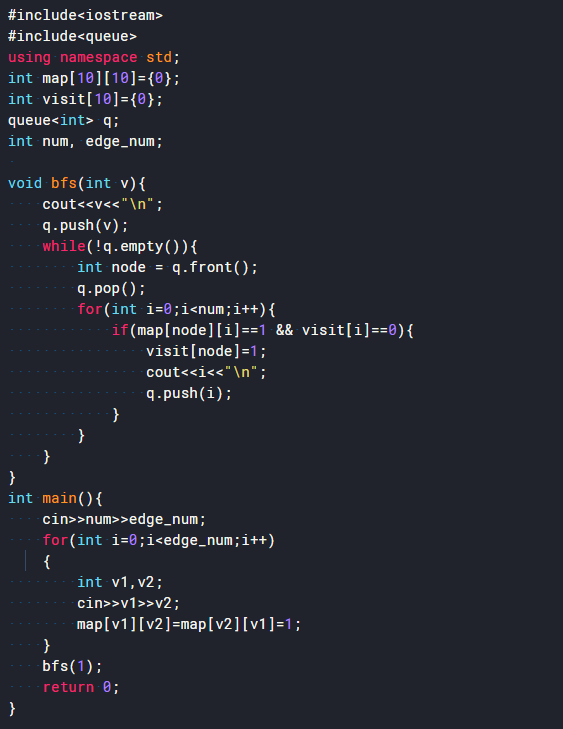 #include<iostream>
#include<queue>
using namespace std;
int map[10][10]={0};
int visit[10]={0};
queue<int> q;
int num, edge_num;

void bfs(int v){
    cout<<v<<"\n";
    q.push(v);
    while(!q.empty()){
        int node = q.front();
        q.pop();
        for(int i=0;i<num;i++){
            if(map[node][i]==1 && visit[i]==0){
                visit[node]=1;
                cout<<i<<"\n";
                q.push(i);
            }
        }
    }
}
int main(){
    cin>>num>>edge_num;
    for(int i=0;i<edge_num;i++)
    {
        int v1,v2;
        cin>>v1>>v2;
        map[v1][v2]=map[v2][v1]=1;
    }
    bfs(1);
    return 0;
}